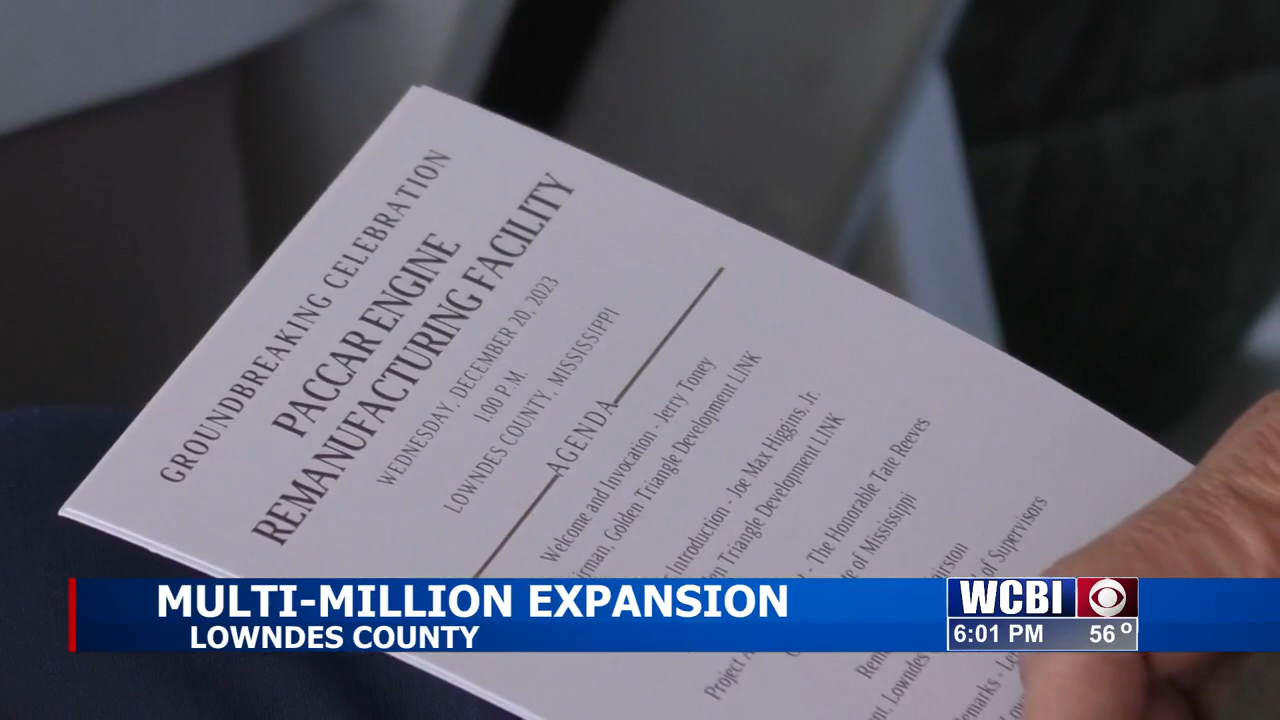 GROUNDBREAKING CELEBRATION
PACCAR ENGINE
REMANUFACTURING FACILITY
WEDNESDAY, DECEMBER 20, 2023
1:00 P.M.
LOWNDES COUNTY, MISSISSIPPI
AGENDA
Welcome and Invocation - Jerry Toney
Golden Triangle Development LINK
Introduction - Joe Max Higgins, Jr.
Triangle Development LINK
- The Honorable Tate Reeves
of Mississippi
Project
of Supervisors
Lowndes
MULTI-MILLION EXPANSION
LOWNDES COUNTY
WCBI
6:01 PM 56°